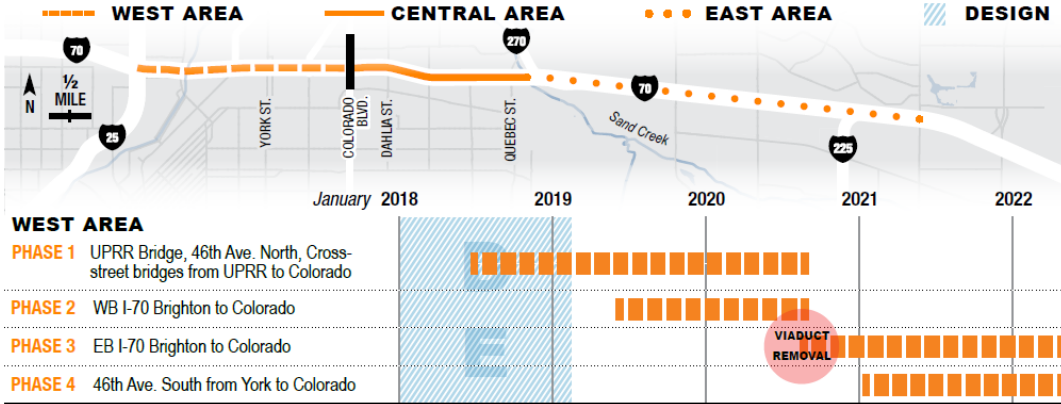 WEST AREA
CENTRAL AREA
EAST AREA
DESIGN
70
270
N
½
MILE
25
YORK ST.
COLORADO
BLVD.
DAHLIA ST.
QUEBEC ST.
70
Sand Creek
225
January 2018
2019
2020
2021
2022
WEST AREA
PHASE 1 UPRR Bridge, 46th Ave. North, Cross-
street bridges from UPRR to Colorado
D
PHASE 2 WB I-70 Brighton to Colorado
PHASE 3 EB I-70 Brighton to Colorado
E
VIADUCT
REMOVAL
PHASE 4 46th Ave. South from York to Colorado